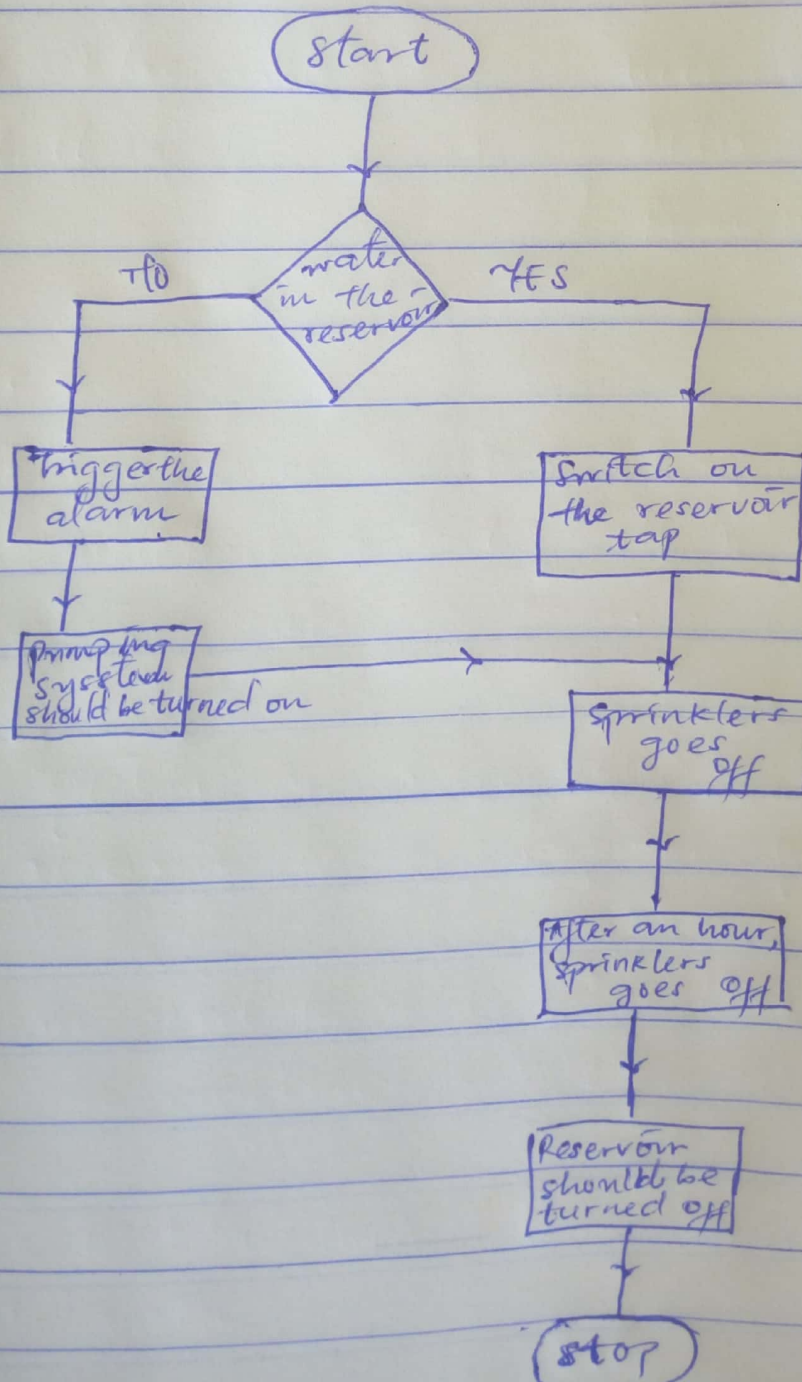 start
water
in the
reservoir
NO
YES
Trigger the
alarm
Switch on
the reservoir
tap
Pumping
system
should be turned on
Sprinklers
goes
off
After an hour,
sprinklers
goes off
Reservoir
should be
turned off
stop